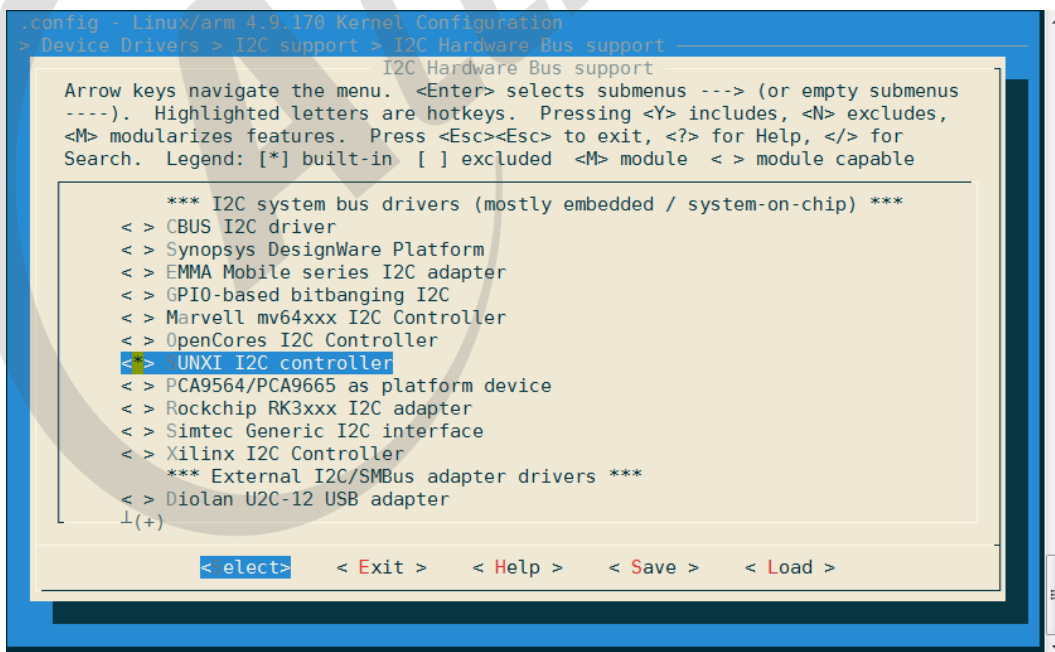 .config - Linux/arm 4.9.170 Kernel Configuration
> Device Drivers > I2C support > I2C Hardware Bus support
I2C Hardware Bus support
Arrow keys navigate the menu. <Enter> selects submenus ---> (or empty submenus
----). Highlighted letters are hotkeys. Pressing <Y> includes, <N> excludes,
<M> modularizes features. Press <Esc><Esc> to exit, <?> for Help, </> for
Search. Legend: [*] built-in [ ] excluded <M> module < > module capable
*** I2C system bus drivers (mostly embedded / system-on-chip) ***
< > CBUS I2C driver
< > Synopsys DesignWare Platform
< > EMMA Mobile series I2C adapter
< > GPIO-based bitbanging I2C
< > Marvell mv64xxx I2C Controller
< > OpenCores I2C Controller
<*> SUNXI I2C controller
< > PCA9564/PCA9665 as platform device
< > Rockchip RK3xxx I2C adapter
< > Simtec Generic I2C interface
< > Xilinx I2C Controller
*** External I2C/SMBus adapter drivers ***
< > Diolan U2C-12 USB adapter
┴(+)
<Select> < Exit > < Help > < Save > < Load >